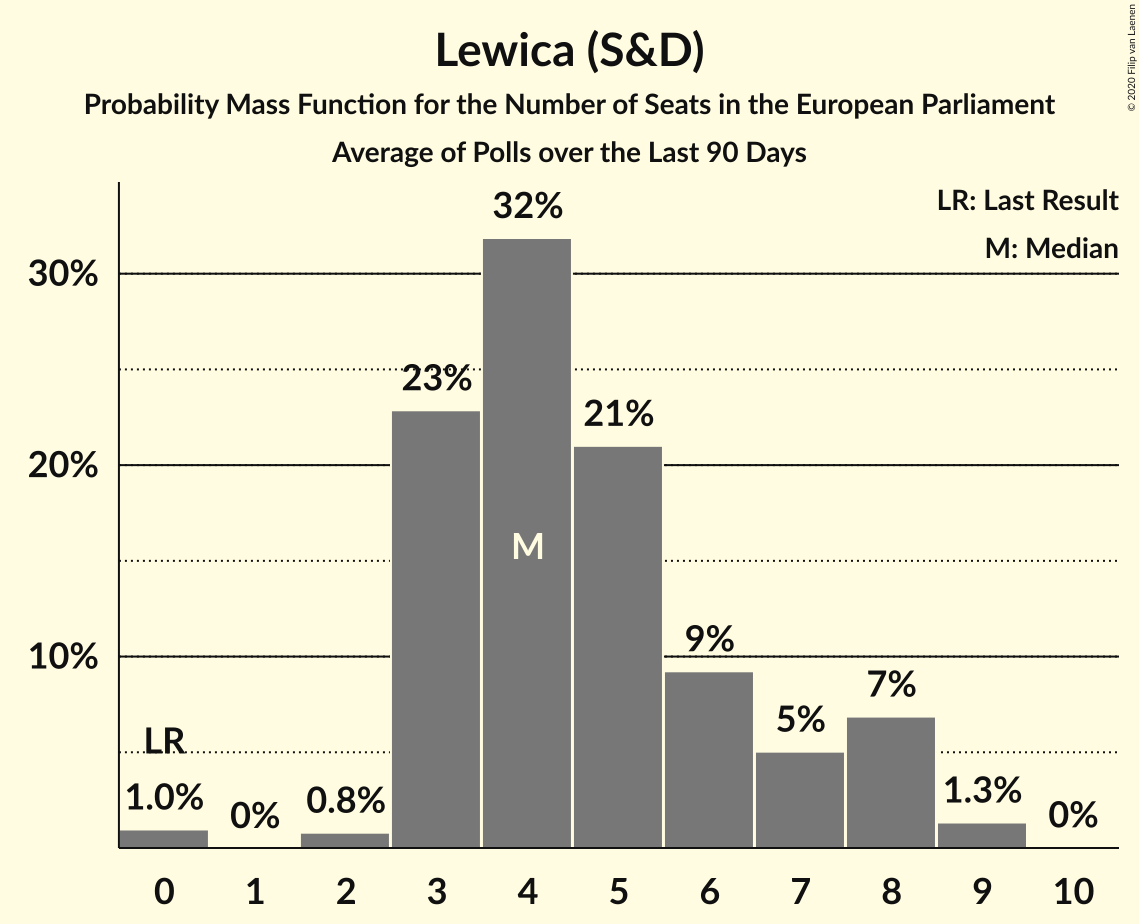 Lewica (S&D)
Probability Mass Function for the Number of Seats in the European Parliament
Average of Polls over the Last 90 Days
© 2020 Filip van Laenen
LR: Last Result
M: Median
30%
20%
10%
LR
1.0%
0%
0.8%
23%
32%
M
21%
9%
5%
7%
1.3%
0%
0 1 2 3 4 5 6 7 8 9 10